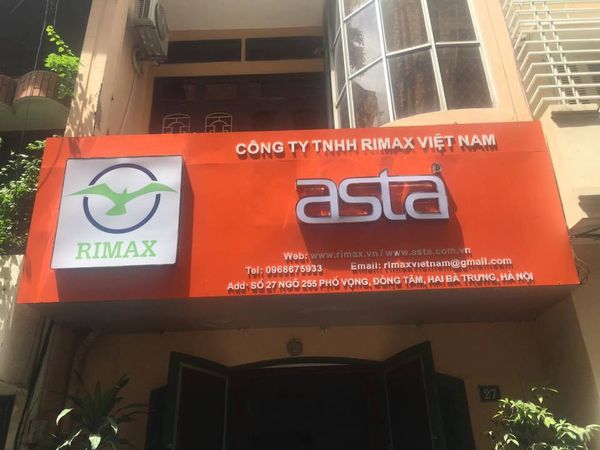 CÔNG TY TNHH RIMAX VIỆT NAM
RIMAX
asta
Web: www.rimax.vn / www.asta.com.vn
Tel: 0968675933 Email: rimaxvietnam@gmail.com
Add: SỐ 27 NGÕ 255 PHỐ VỌNG, ĐỒNG TÂM, HAI BÀ TRƯNG, HÀ NỘI
27